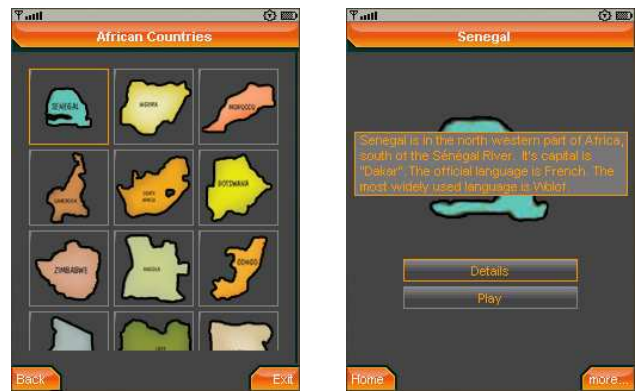 African Countries
SENEGAL
NIGERIA
MOROCCO
CAMEROON
SOUTH
AFRICA
BOTSWANA
ZIMBABWE
ANGOLA
CONGO
Back
Exit
Senegal
Senegal is in the north western part of Africa,
south of the Sénégal River. It's capital is
"Dakar". The official language is French. The
most widely used language is Wolof.
Details
Play
Home
more...